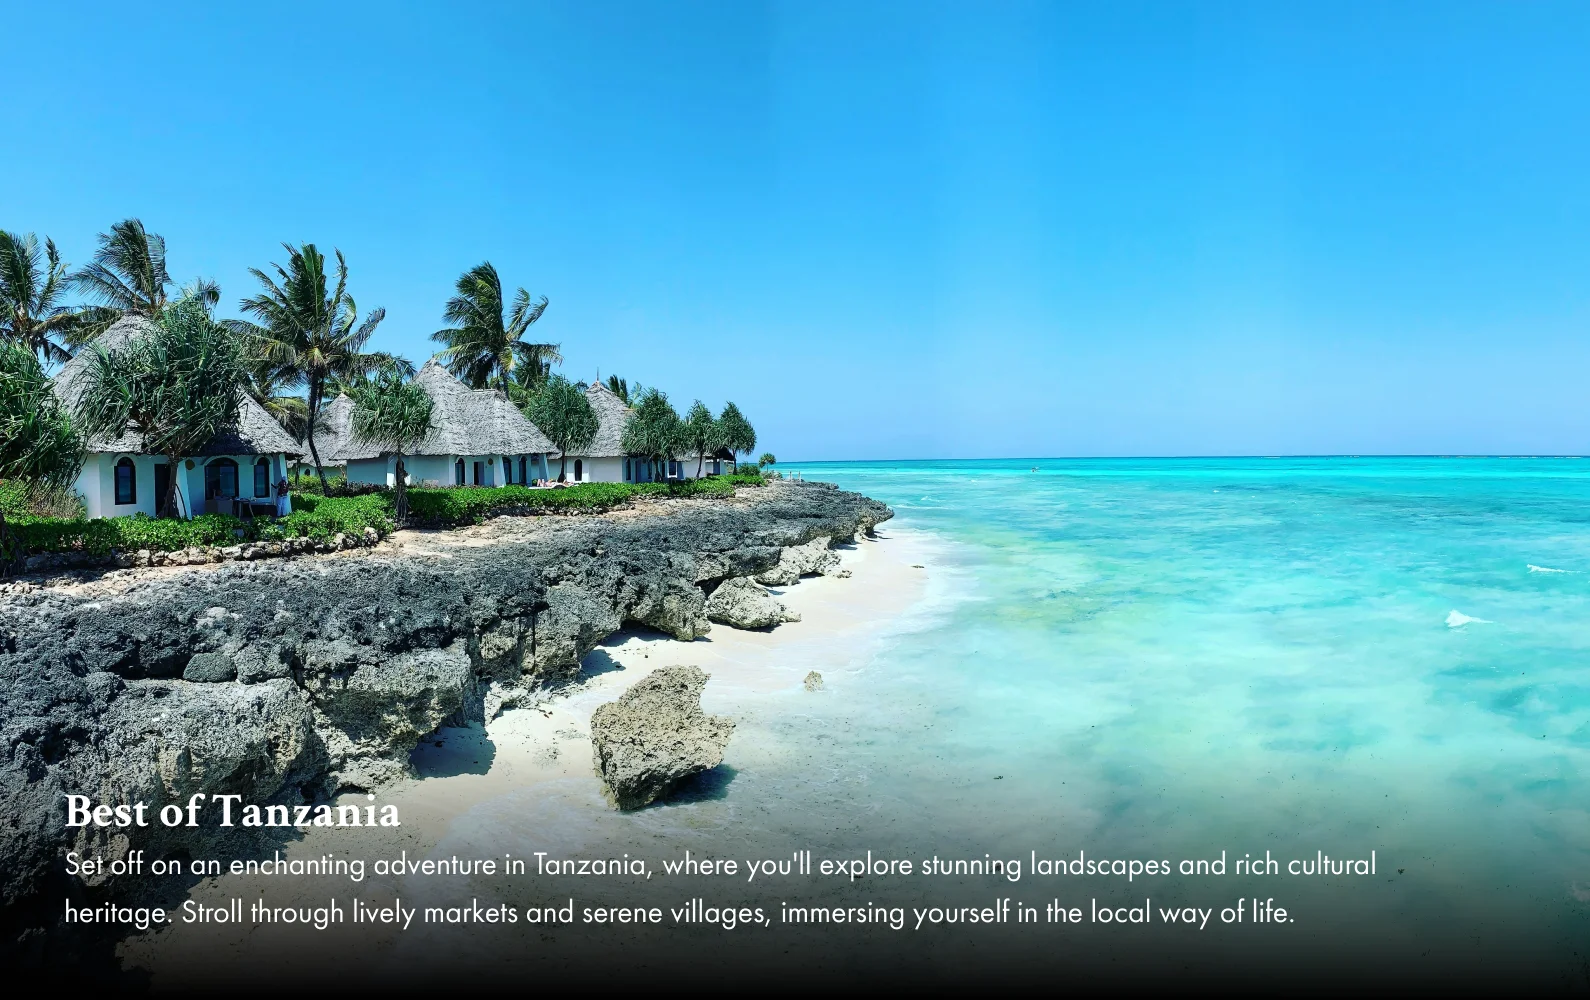 Best of Tanzania
Set off on an enchanting adventure in Tanzania, where you'll explore stunning landscapes and rich cultural
heritage. Stroll through lively markets and serene villages, immersing yourself in the local way of life.